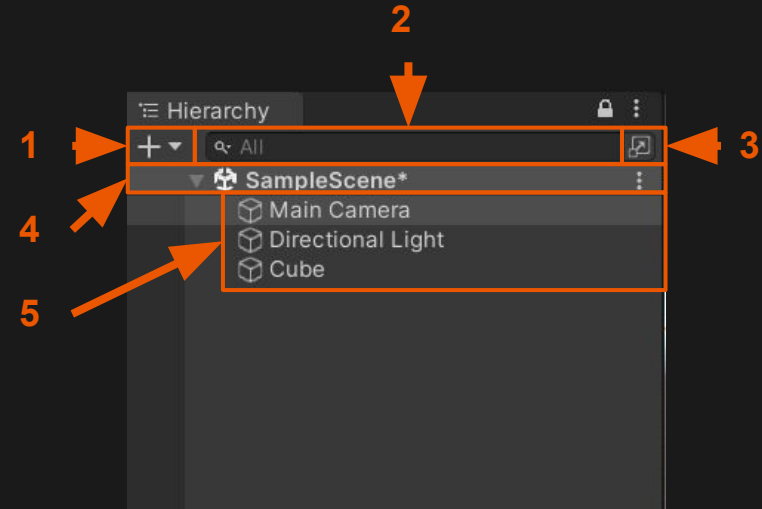 2
Hierarchy
1
All
3
SampleScene*
4
Main Camera
Directional Light
Cube
5